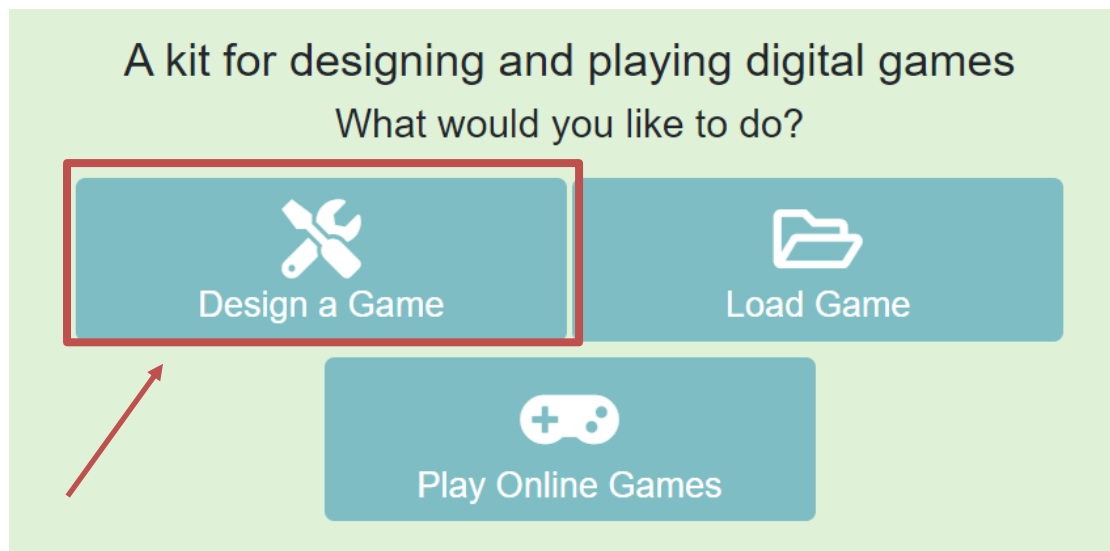 A kit for designing and playing digital games
What would you like to do?
Design a Game
Load Game
Play Online Games